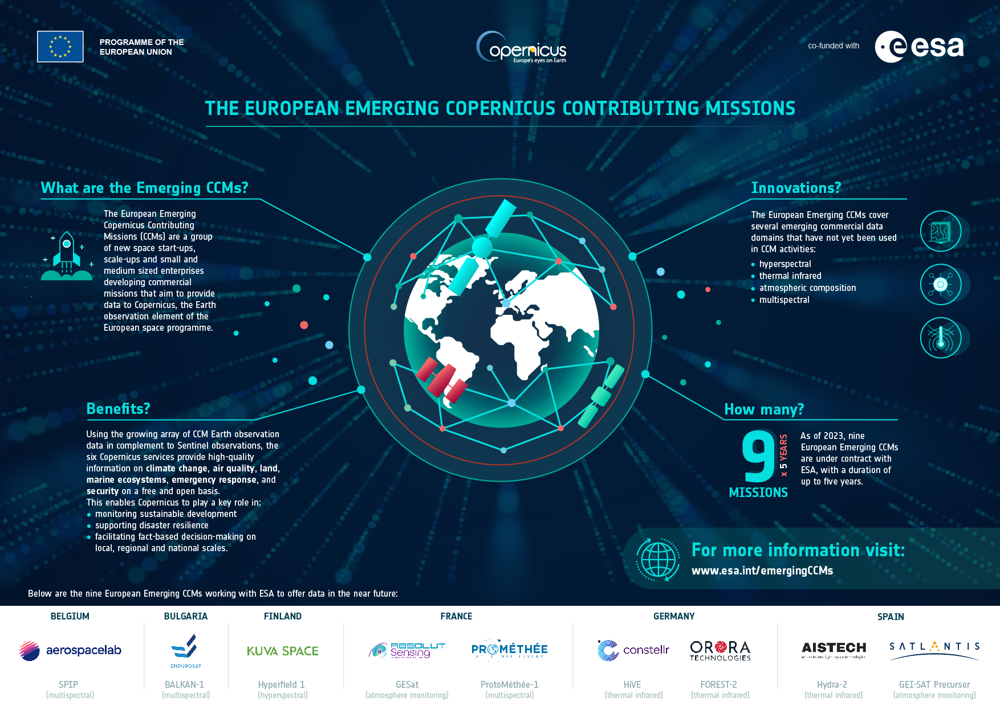 PROGRAMME OF THE
EUROPEAN UNION
opernicus
Europe's eyes on Earth
co-funded with
esa
THE EUROPEAN EMERGING COPERNICUS CONTRIBUTING MISSIONS
What are the Emerging CCMs?
The European Emerging
Copernicus Contributing
Missions (CCMs) are a group
of new space start-ups,
scale-ups and small and
medium sized enterprises
developing commercial
missions that aim to provide
data to Copernicus, the Earth
observation element of the
European space programme.
Innovations?
The European Emerging CCMs cover
several emerging commercial data
domains that have not yet been used
in CCM activities:
• hyperspectral
• thermal infrared
• atmospheric composition
• multispectral
Benefits?
Using the growing array of CCM Earth observation
data in complement to Sentinel observations, the
six Copernicus services provide high-quality
information on climate change, air quality, land,
marine ecosystems, emergency response, and
security on a free and open basis.
This enables Copernicus to play a key role in:
• monitoring sustainable development
• supporting disaster resilience
• facilitating fact-based decision-making on
local, regional and national scales.
How many?
9
x 5 YEARS
MISSIONS
As of 2023, nine
European Emerging CCMs
are under contract with
ESA, with a duration of
up to five years.
For more information visit:
www.esa.int/emergingCCMs
Below are the nine European Emerging CCMs working with ESA to offer data in the near future:
BELGIUM
aerospacelab
SPIP
(multispectral)
BULGARIA
ENDUROSAT
BALKAN-1
(multispectral)
FINLAND
KUVA SPACE
Hyperfield 1
(hyperspectral)
FRANCE
ABSOLUT
Sensing
GESat
(atmosphere monitoring)
PROMÉTHÉE
ProtoMéthée-1
(multispectral)
GERMANY
constellr
HiVE
(thermal infrared)
ORORA
TECHNOLOGIES
FOREST-2
(thermal infrared)
SPAIN
AISTECH
access to intelligent space technologies
Hydra-2
(thermal infrared)
SATLANTIS
GEI-SAT Precursor
(atmosphere monitoring)